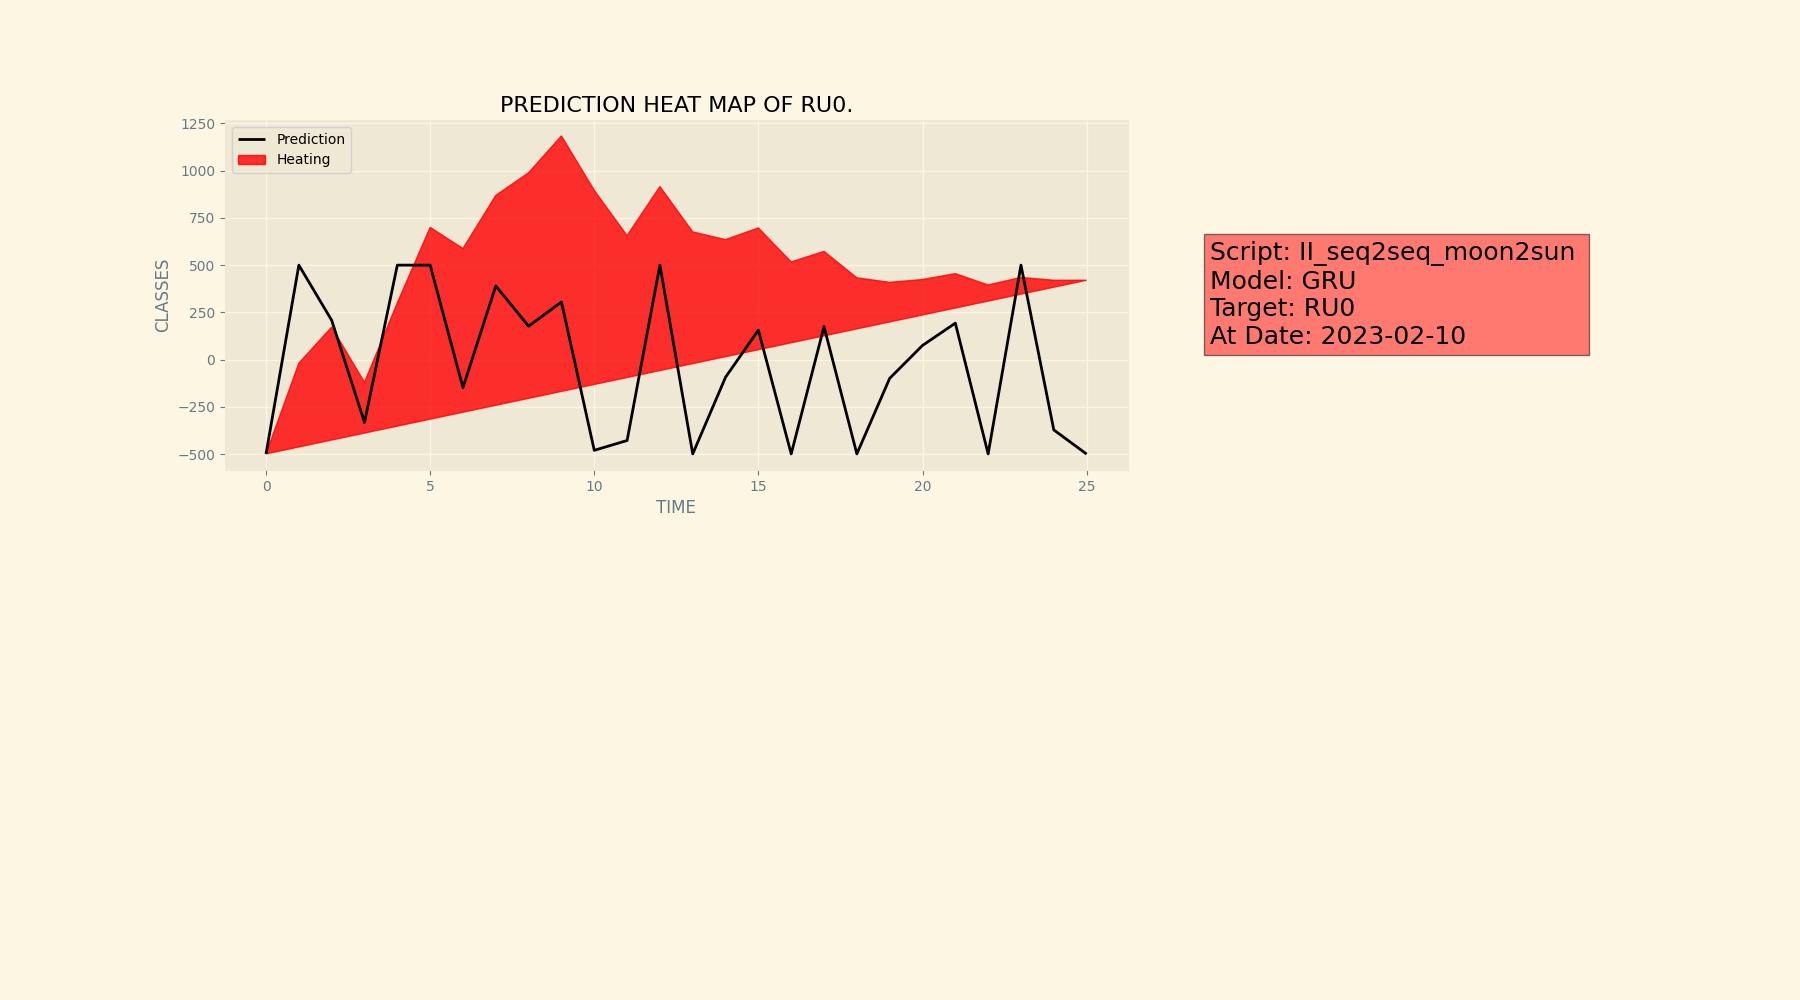 PREDICTION HEAT MAP OF RU0.
1250
1000
750
500
250
0
−250
−500
CLASSES
Prediction
Heating
0 5 10 15 20 25
TIME
Script: II_seq2seq_moon2sun
Model: GRU
Target: RU0
At Date: 2023-02-10